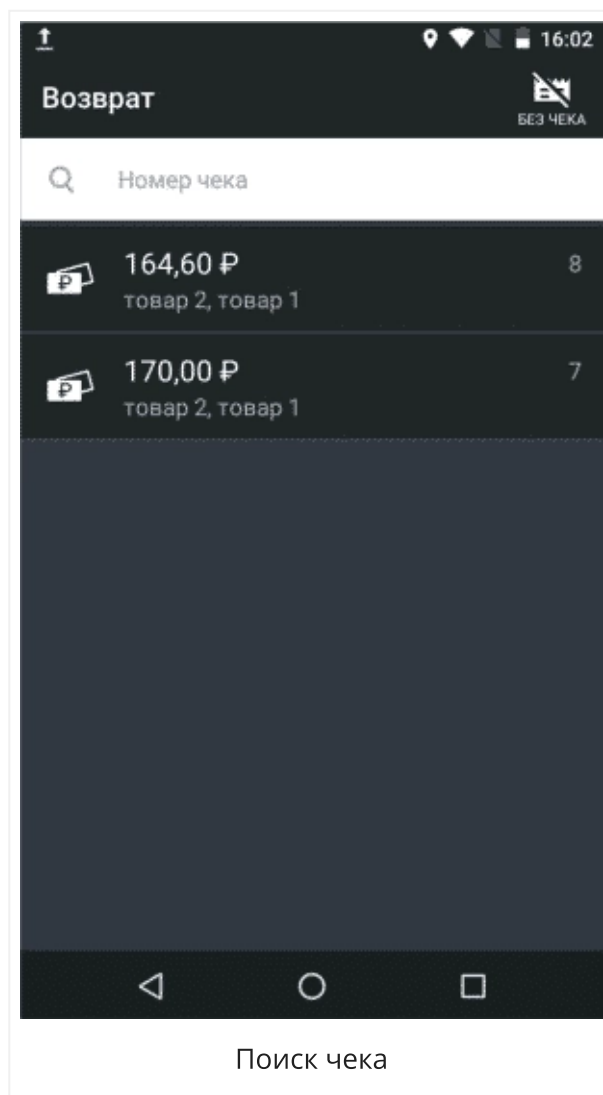 16:02
Возврат
БЕЗ ЧЕКА
Номер чека
164,60 ₽
8
товар 2, товар 1
170,00 ₽
7
товар 2, товар 1
Поиск чека